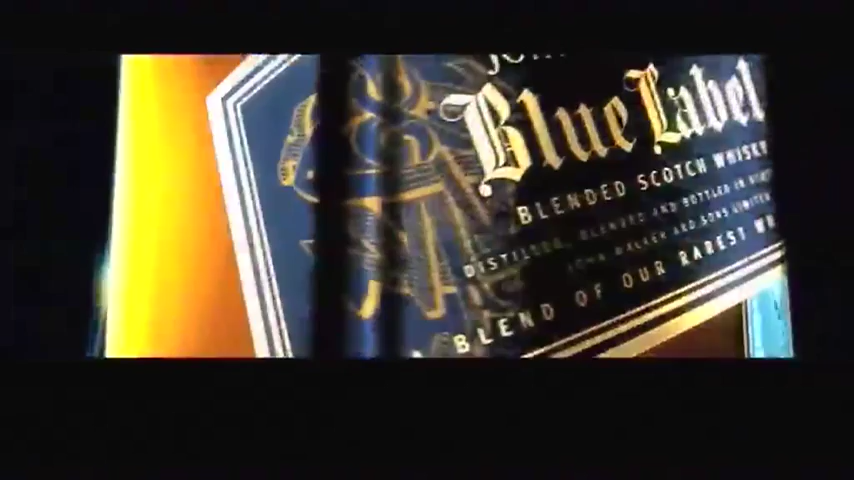 Blue Label
BLENDED SCOTCH WHISKY
DISTILLED, BLENDED AND BOTTLED IN
JOHN WALKER AND SONS LIMITED
BLEND OF OUR RAREST